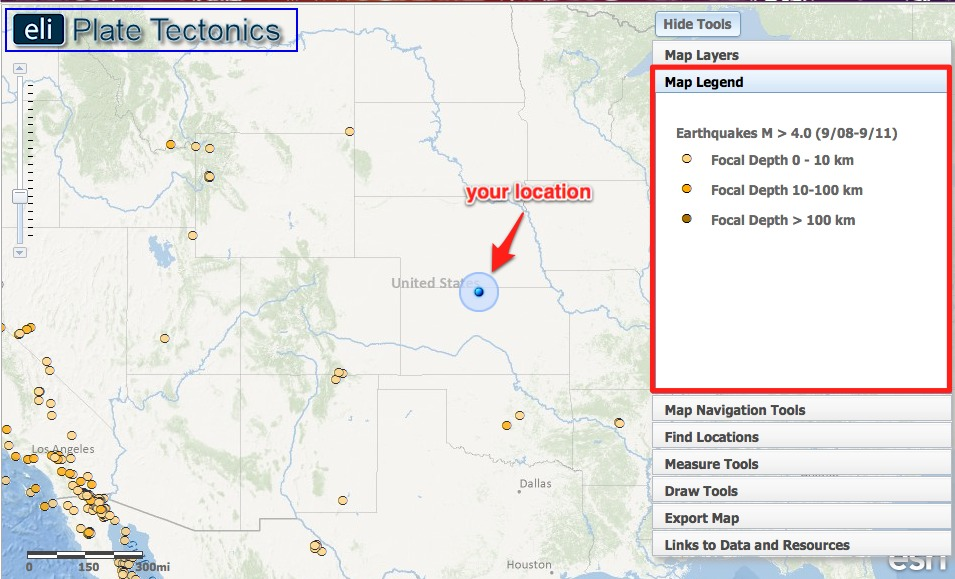 eli Plate Tectonics
Hide Tools
Map Layers
Map Legend
Earthquakes M > 4.0 (9/08-9/11)
Focal Depth 0 - 10 km
Focal Depth 10-100 km
Focal Depth > 100 km
your location
United States
Map Navigation Tools
Find Locations
Measure Tools
Draw Tools
Export Map
Links to Data and Resources
Los Angeles
Dallas
Houston
0 150 300mi
esri